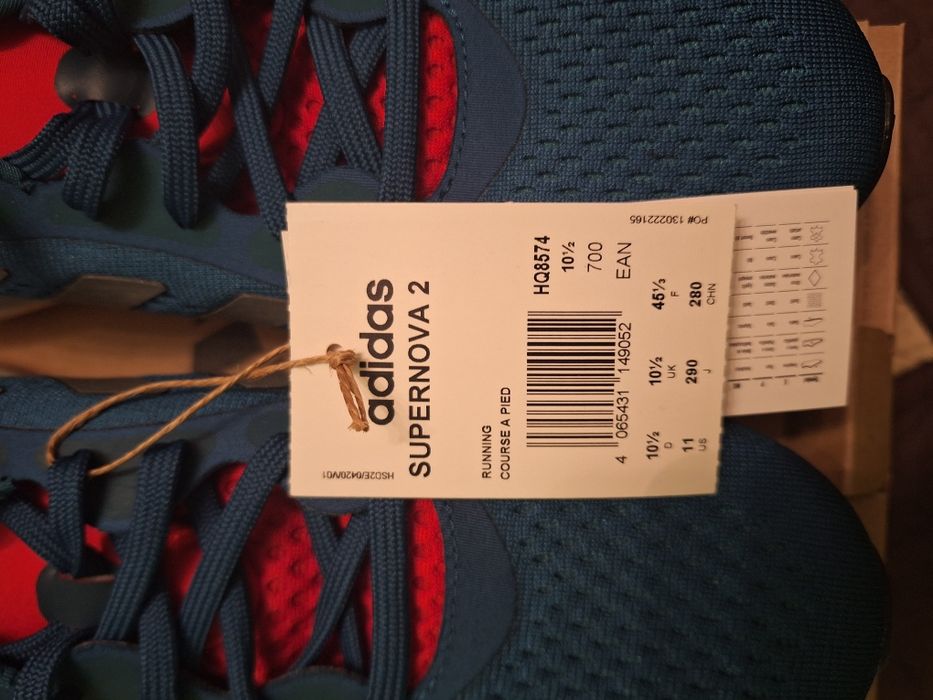 adidas
SUPERNOVA 2
RUNNING
COURSE A PIED
HQ8574
10½
700
EAN
4 065431 149052
10½ 10½ 45⅓
D UK F
11 290 280
US J CHN
PO# 130222165
HSD2E/0420/V01